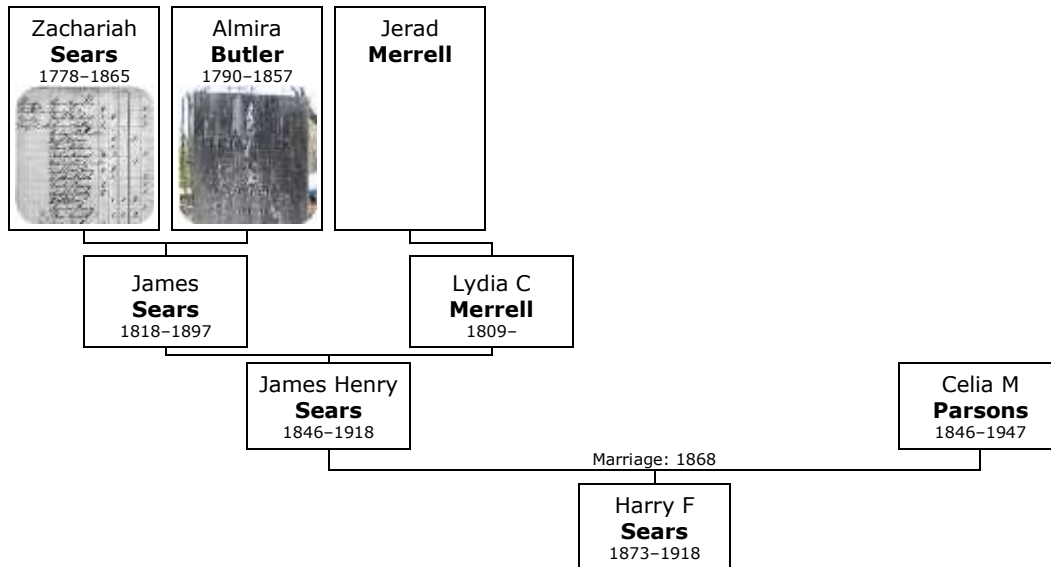 Zachariah
Sears
1778–1865
Almira
Butler
1790–1857
Jerad
Merrell
James
Sears
1818–1897
Lydia C
Merrell
1809–
James Henry
Sears
1846–1918
Celia M
Parsons
1846–1947
Marriage: 1868
Harry F
Sears
1873–1918